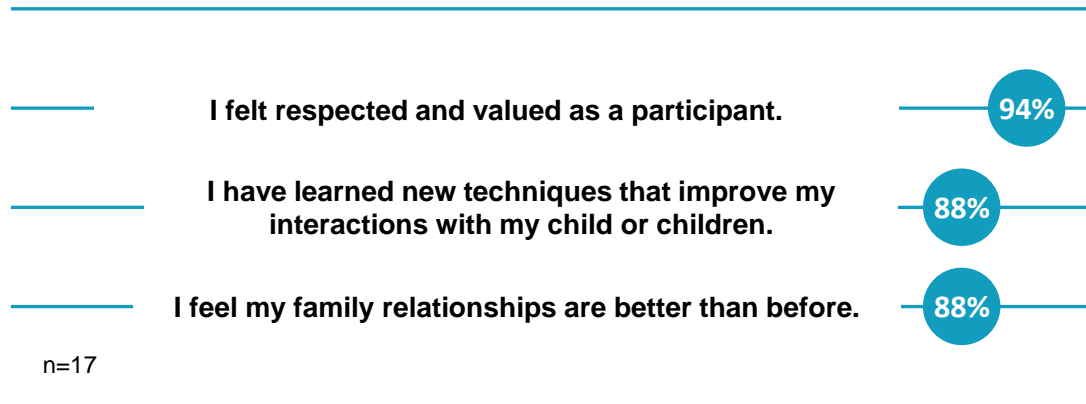 I felt respected and valued as a participant.
94%
I have learned new techniques that improve my
interactions with my child or children.
88%
I feel my family relationships are better than before.
88%
n=17